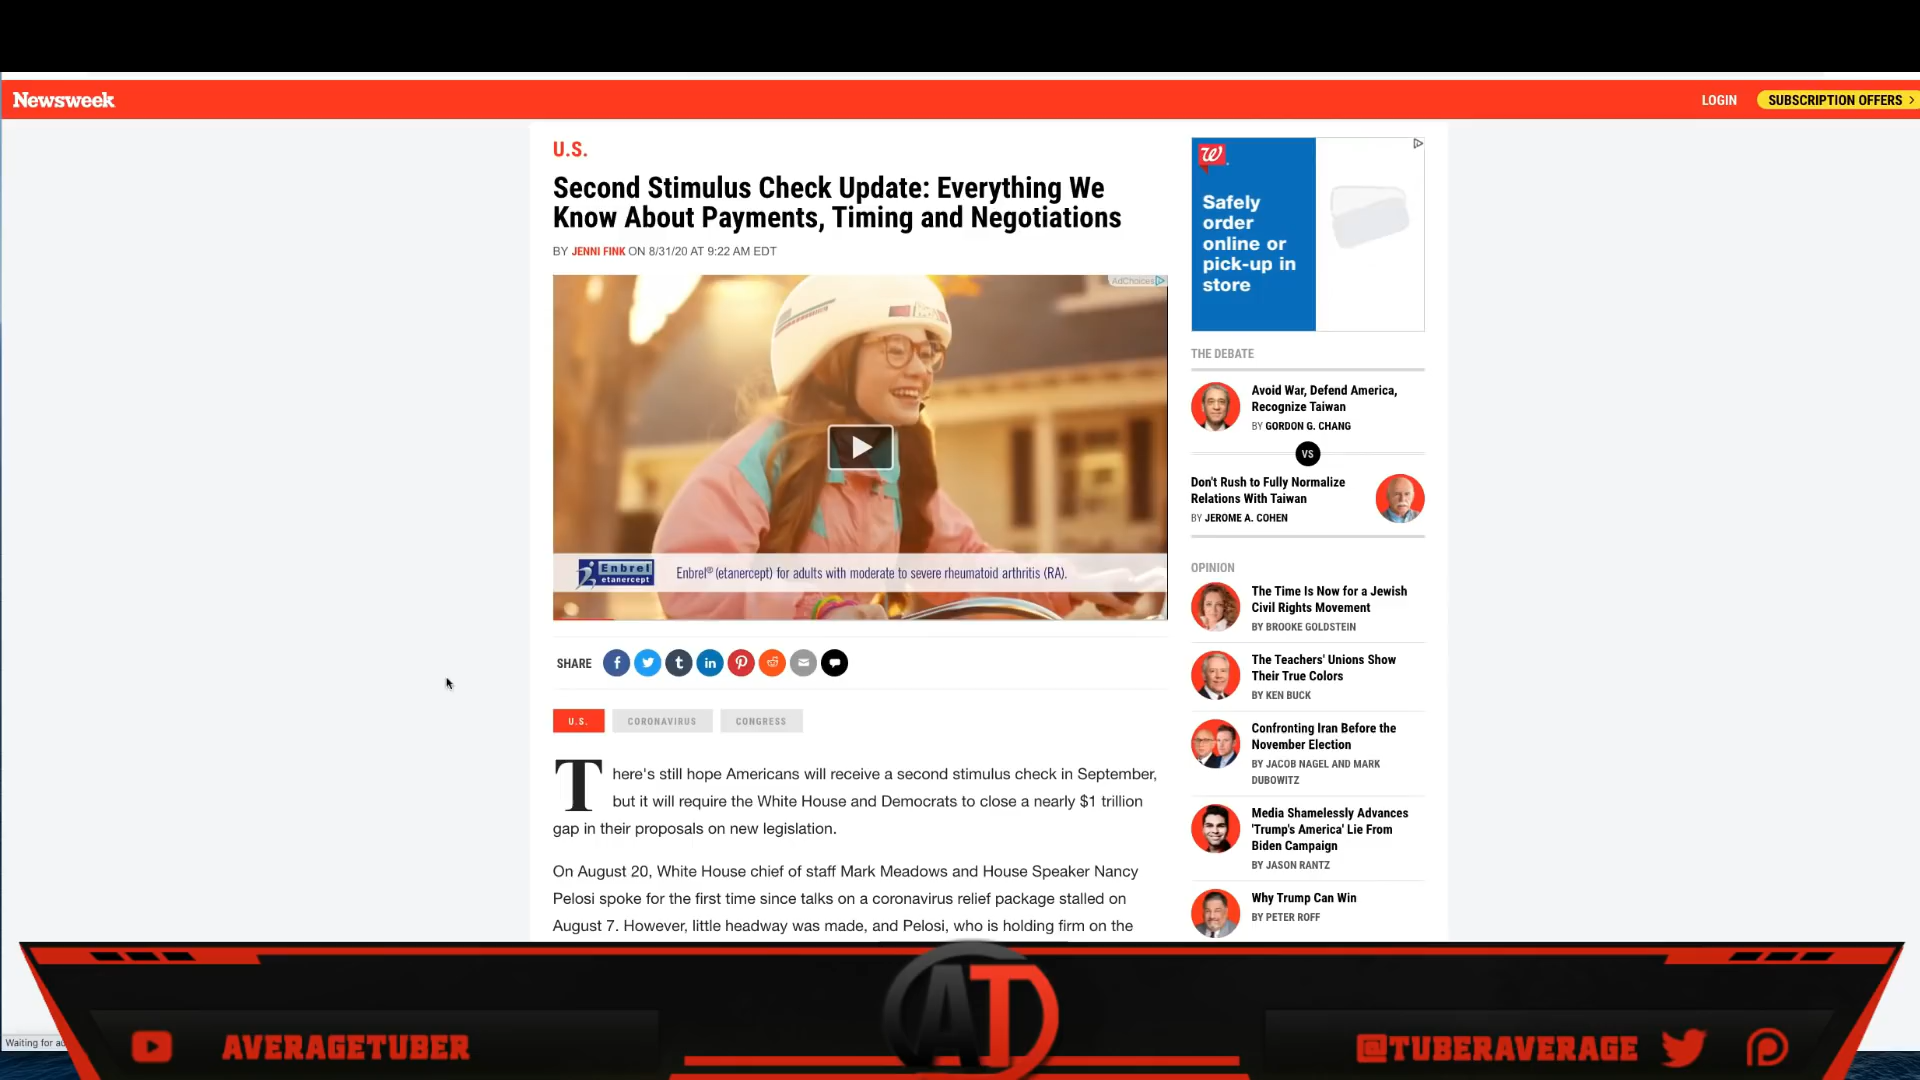 Newsweek
LOGIN
SUBSCRIPTION OFFERS
U.S.
Second Stimulus Check Update: Everything We
Know About Payments, Timing and Negotiations
BY JENNI FINK ON 8/31/20 AT 9:22 AM EDT
AdChoices
Enbrel
etanercept
Enbrel® (etanercept) for adults with moderate to severe rheumatoid arthritis (RA).
SHARE
U.S.
CORONAVIRUS
CONGRESS
There's still hope Americans will receive a second stimulus check in September,
but it will require the White House and Democrats to close a nearly $1 trillion
gap in their proposals on new legislation.
On August 20, White House chief of staff Mark Meadows and House Speaker Nancy
Pelosi spoke for the first time since talks on a coronavirus relief package stalled on
August 7. However, little headway was made, and Pelosi, who is holding firm on the
W
Safely
order
online or
pick-up in
store
THE DEBATE
Avoid War, Defend America,
Recognize Taiwan
BY GORDON G. CHANG
VS
Don't Rush to Fully Normalize
Relations With Taiwan
BY JEROME A. COHEN
OPINION
The Time Is Now for a Jewish
Civil Rights Movement
BY BROOKE GOLDSTEIN
The Teachers' Unions Show
Their True Colors
BY KEN BUCK
Confronting Iran Before the
November Election
BY JACOB NAGEL AND MARK
DUBOWITZ
Media Shamelessly Advances
'Trump's America' Lie From
Biden Campaign
BY JASON RANTZ
Why Trump Can Win
BY PETER ROFF
Waiting for
AVERAGETUBER
AT
@TUBERAVERAGE